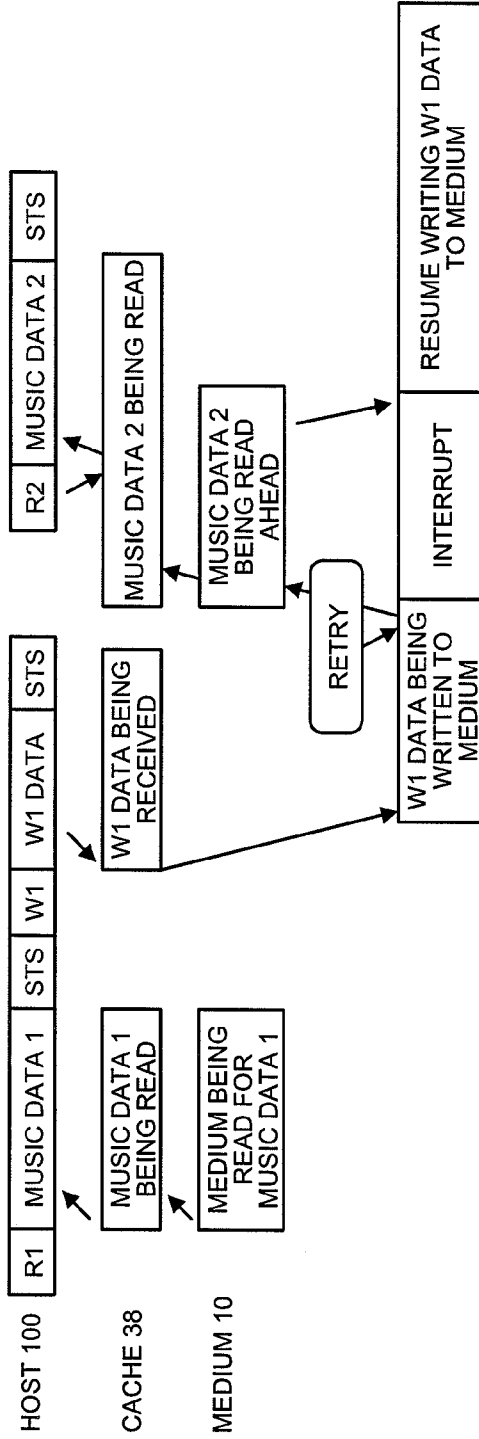 HOST 100
R1
MUSIC DATA 1
STS
W1
W1 DATA
STS
R2
MUSIC DATA 2
STS
CACHE 38
MUSIC DATA 1
BEING READ
W1 DATA BEING
RECEIVED
MUSIC DATA 2 BEING READ
MEDIUM 10
MEDIUM BEING
READ FOR
MUSIC DATA 1
MUSIC DATA 2
BEING READ
AHEAD
RETRY
W1 DATA BEING
WRITTEN TO
MEDIUM
INTERRUPT
RESUME WRITING W1 DATA
TO MEDIUM